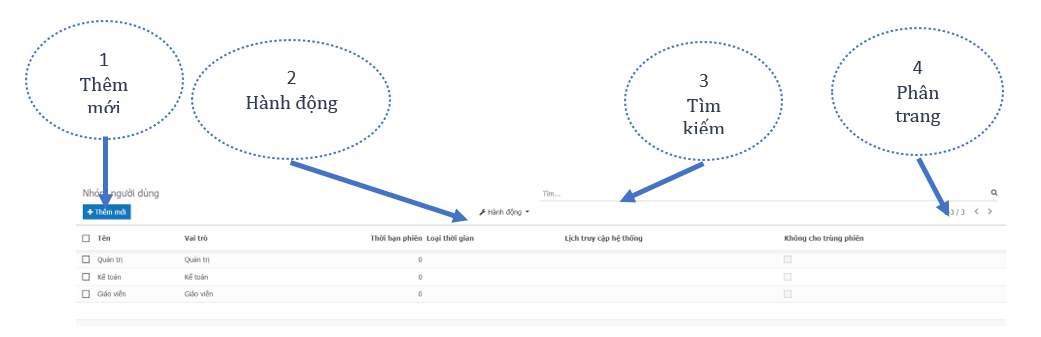 1
Thêm
mới
2
Hành động
3
Tìm
kiếm
4
Phân
trang
Nhóm người dùng
Tìm...
+ Thêm mới
Hành động
3 / 3
Tên Vai trò Thời hạn phiên Loại thời gian Lịch truy cập hệ thống Không cho trùng phiên
Quản trị Quản trị 0
Kế toán Kế toán 0
Giáo viên Giáo viên 0